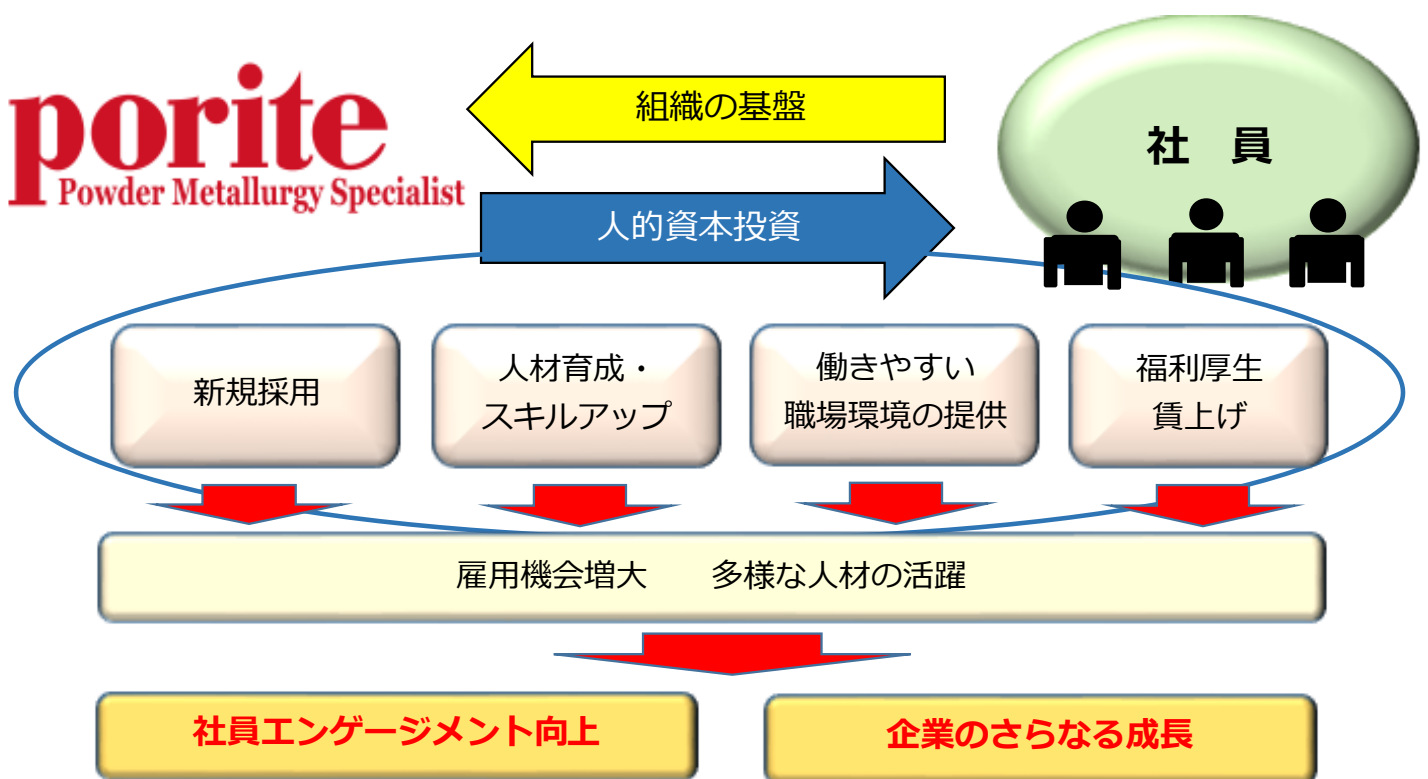 組織の基盤
porite
Powder Metallurgy Specialist
社 員
人的資本投資
新規採用
人材育成・
スキルアップ
働きやすい
職場環境の提供
福利厚生
賃上げ
雇用機会増大 多様な人材の活躍
社員エンゲージメント向上
企業のさらなる成長